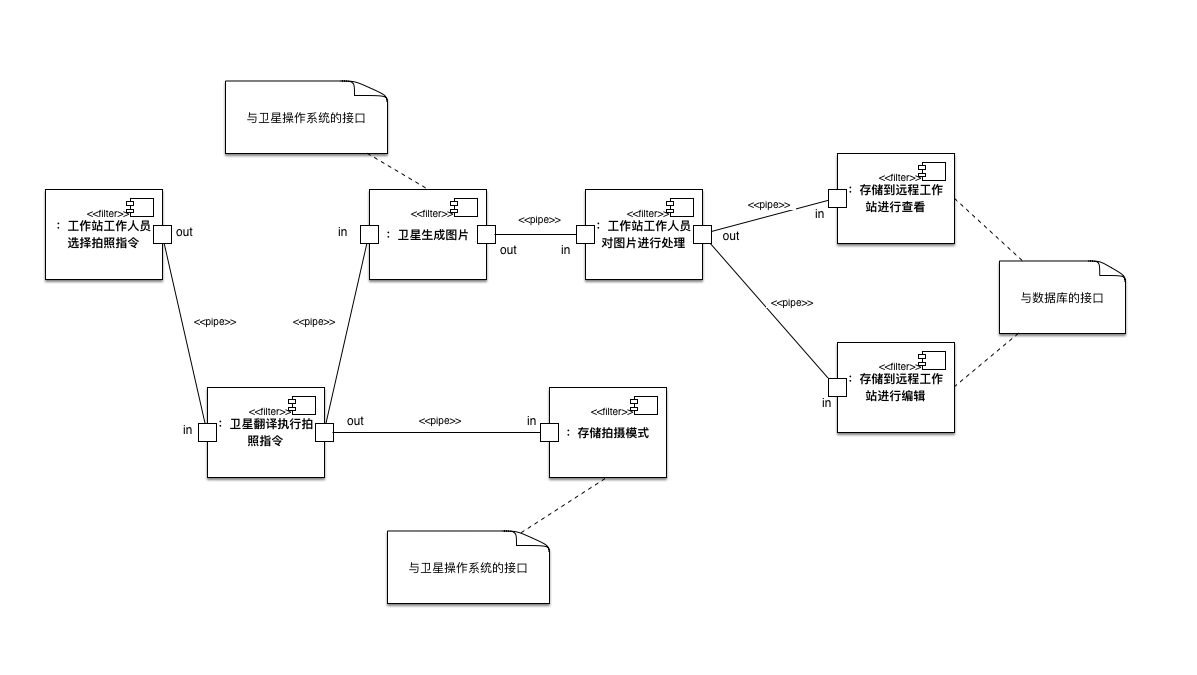 与卫星操作系统的接口
<<filter>>
: 工作站工作人员
选择拍照指令
out
<<pipe>>
in
<<filter>>
: 卫星翻译执行拍
照指令
out
<<pipe>>
in
<<filter>>
: 卫星生成图片
out
<<pipe>>
in
<<filter>>
: 工作站工作人员
对图片进行处理
out
<<pipe>>
in
<<filter>>
: 存储到远程工作
站进行查看
<<pipe>>
in
<<filter>>
: 存储到远程工作
站进行编辑
与数据库的接口
<<pipe>>
in
<<filter>>
: 存储拍摄模式
与卫星操作系统的接口